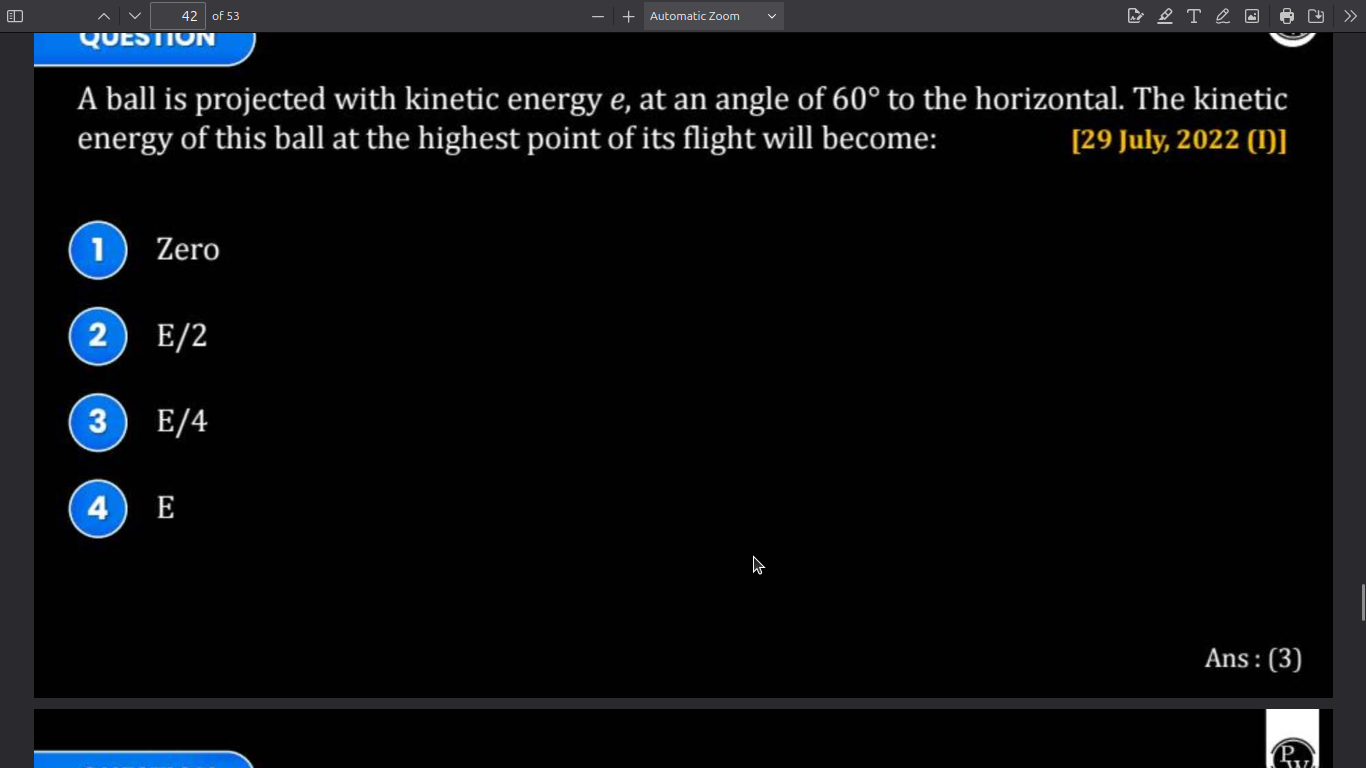 42 of 53
Automatic Zoom
QUESTION
A ball is projected with kinetic energy e, at an angle of 60° to the horizontal. The kinetic
energy of this ball at the highest point of its flight will become: [29 July, 2022 (I)]
1 Zero
2 E/2
3 E/4
4 E
Ans : (3)
PW